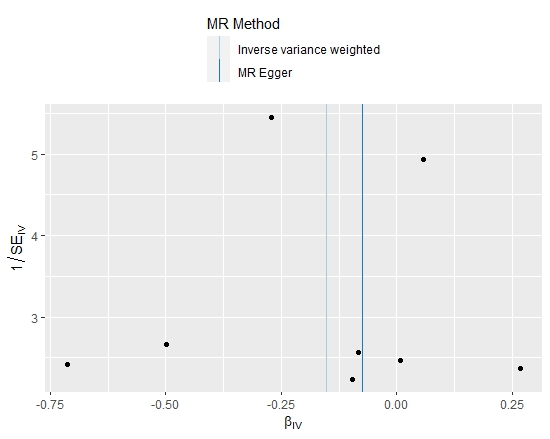 MR Method
Inverse variance weighted
MR Egger
5
4
3
1/SE_IV
-0.75 -0.50 -0.25 0.00 0.25
β_IV